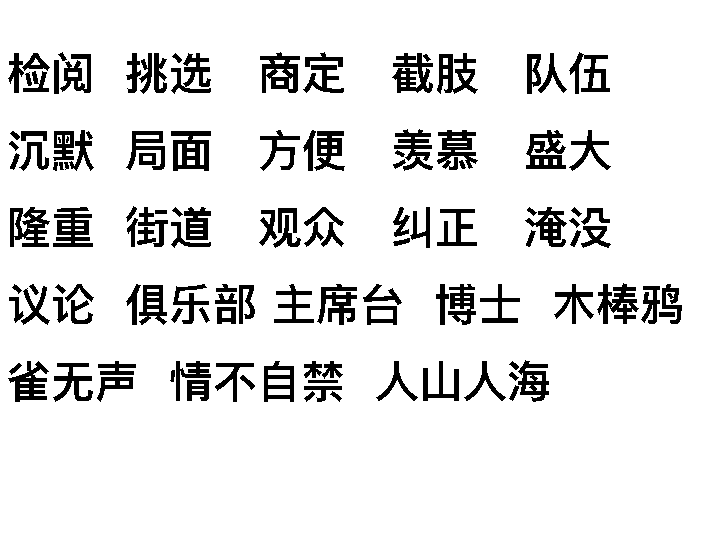 检阅 挑选 商定 截肢 队伍
沉默 局面 方便 羡慕 盛大
隆重 街道 观众 纠正 淹没
议论 俱乐部 主席台 博士 木棒鸦
雀无声 情不自禁 人山人海